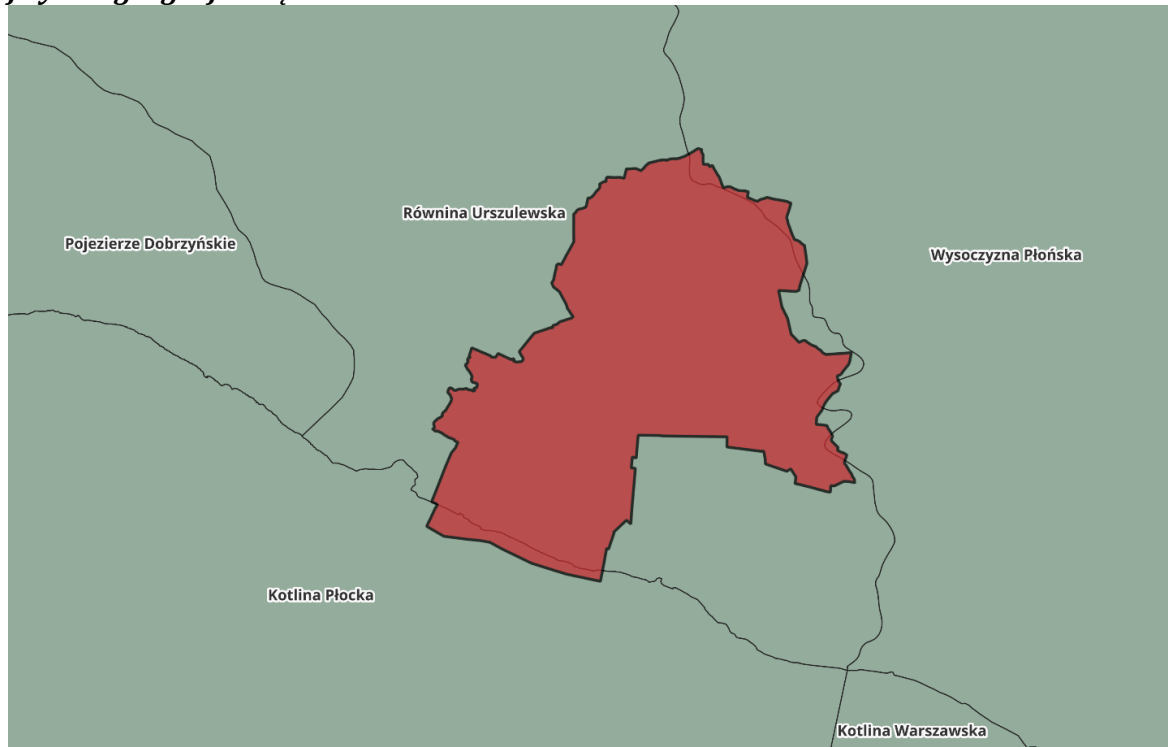 Równina Urszulewska
Pojezierze Dobrzyńskie
Wysoczyzna Płońska
Kotlina Płocka
Kotlina Warszawska